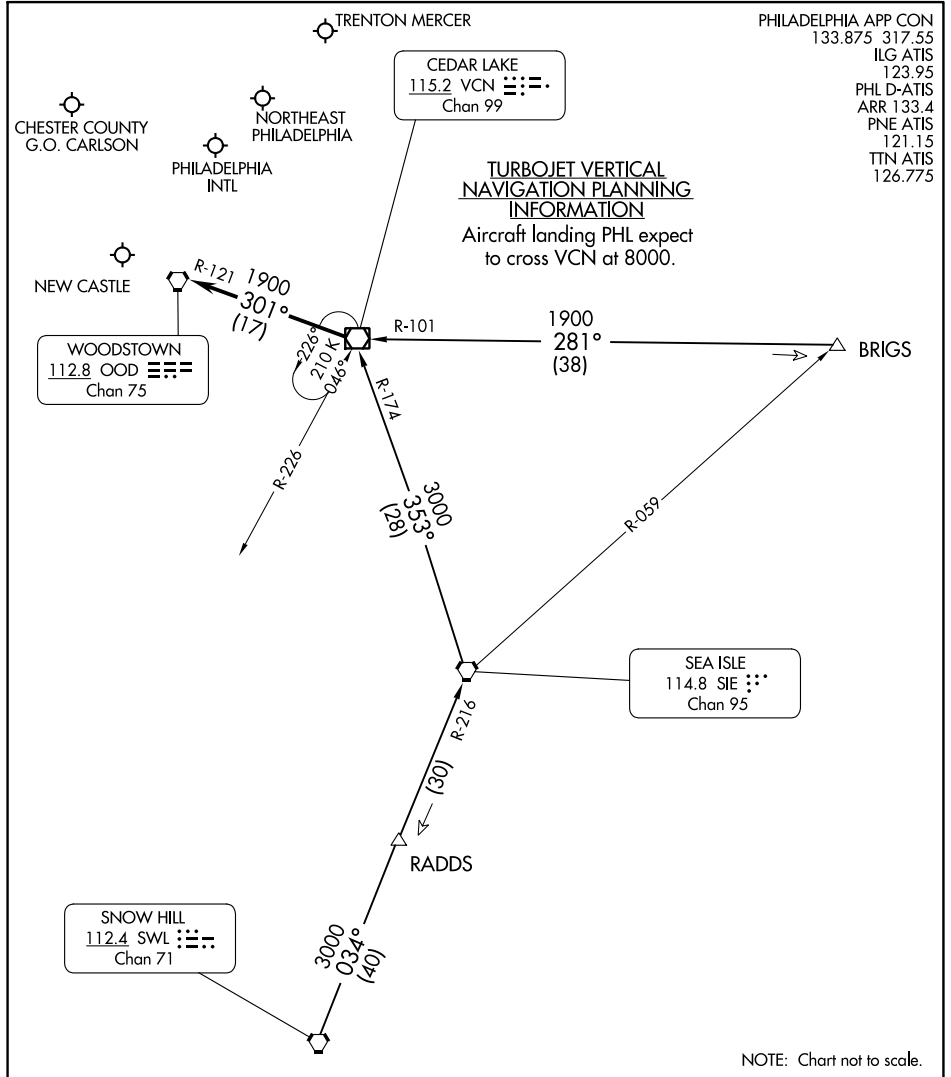 TRENTON MERCER
PHILADELPHIA APP CON
133.875 317.55
ILG ATIS
123.95
PHL D-ATIS
ARR 133.4
PNE ATIS
121.15
TTN ATIS
126.775
CEDAR LAKE
115.2 VCN
Chan 99
CHESTER COUNTY
G.O. CARLSON
NORTHEAST
PHILADELPHIA
PHILADELPHIA
INTL
TURBOJET VERTICAL
NAVIGATION PLANNING
INFORMATION
Aircraft landing PHL expect
to cross VCN at 8000.
NEW CASTLE
R-121
1900
301°
(17)
WOODSTOWN
112.8 OOD
Chan 75
226°
210 K
046°
R-226
R-101
1900
281°
(38)
BRIGS
R-174
3000
353°
(28)
R-059
SEA ISLE
114.8 SIE
Chan 95
R-216
(30)
RADDS
SNOW HILL
112.4 SWL
Chan 71
3000
034°
(40)
NOTE: Chart not to scale.